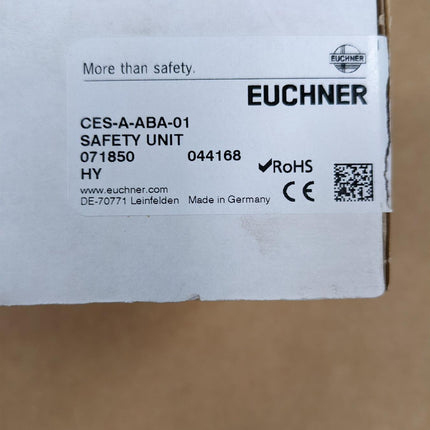 More than safety.
EUCHNER
EUCHNER
CES-A-ABA-01
SAFETY UNIT
071850 044168
HY
✔RoHS
www.euchner.com
DE-70771 Leinfelden Made in Germany
CE